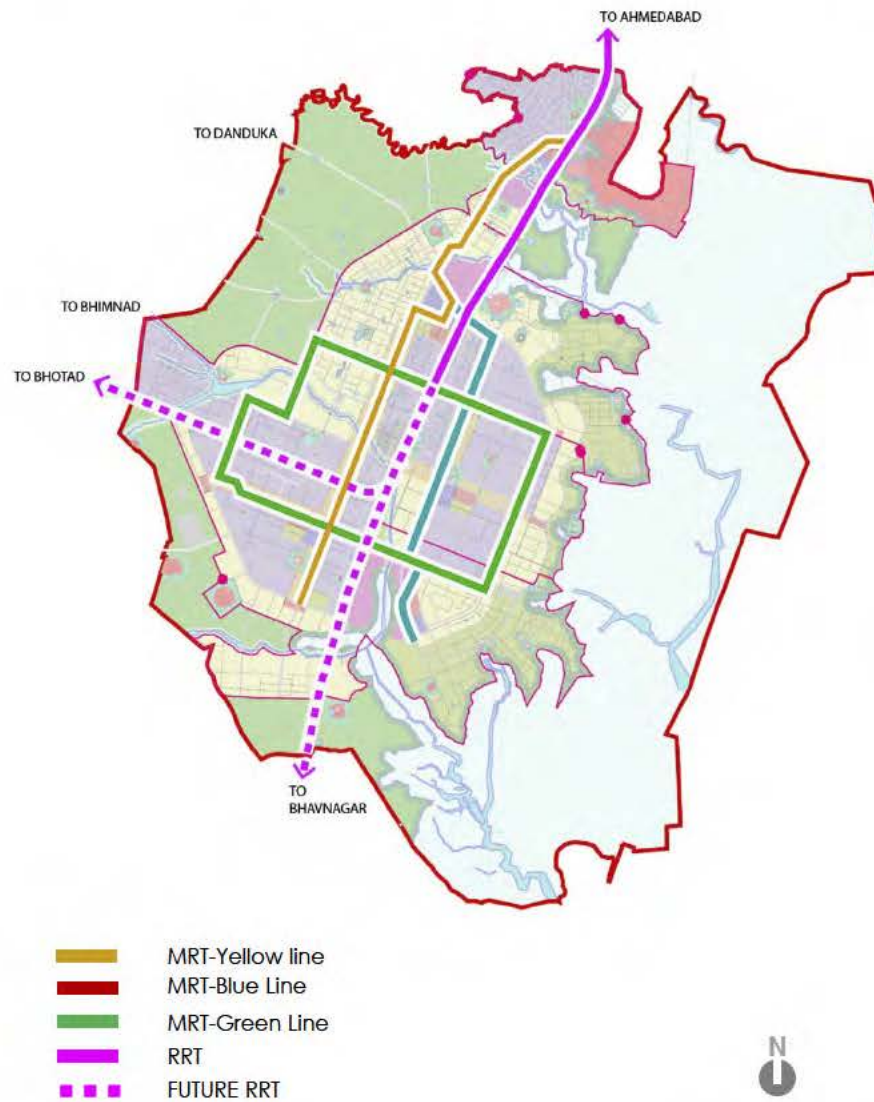 TO AHMEDABAD
TO DANDUKA
TO BHIMNAD
TO BHOTAD
TO
BHAVNAGAR
MRT-Yellow line
MRT-Blue Line
MRT-Green Line
RRT
FUTURE RRT
N